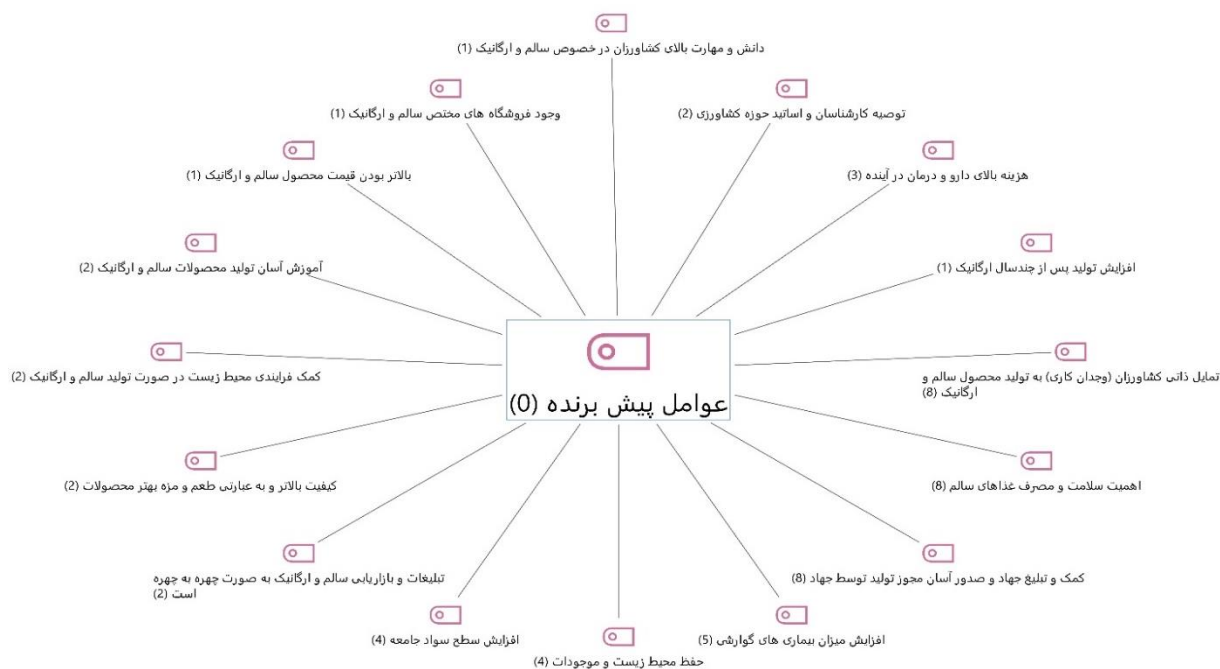 دانش و مهارت بالای کشاورزان در خصوص سالم و ارگانیک (1)
توصیه کارشناسان و اساتید حوزه کشاورزی (2)
وجود فروشگاه های مختص سالم و ارگانیک (1)
هزینه بالای دارو و درمان در آینده (3)
بالاتر بودن قیمت محصول سالم و ارگانیک (1)
افزایش تولید پس از چندسال ارگانیک (1)
آموزش آسان تولید محصولات سالم و ارگانیک (2)
تمایل ذاتی کشاورزان (وجدان کاری) به تولید محصول سالم و
ارگانیک (8)
کمک فرایندی محیط زیست در صورت تولید سالم و ارگانیک (2)
عوامل پیش برنده (0)
اهمیت سلامت و مصرف غذاهای سالم (8)
کیفیت بالاتر و به عبارتی طعم و مزه بهتر محصولات (2)
کمک و تبلیغ جهاد و صدور آسان مجوز تولید توسط جهاد (8)
تبلیغات و بازاریابی سالم و ارگانیک به صورت چهره به چهره
است (2)
افزایش میزان بیماری های گوارشی (5)
افزایش سطح سواد جامعه (4)
حفظ محیط زیست و موجودات (4)